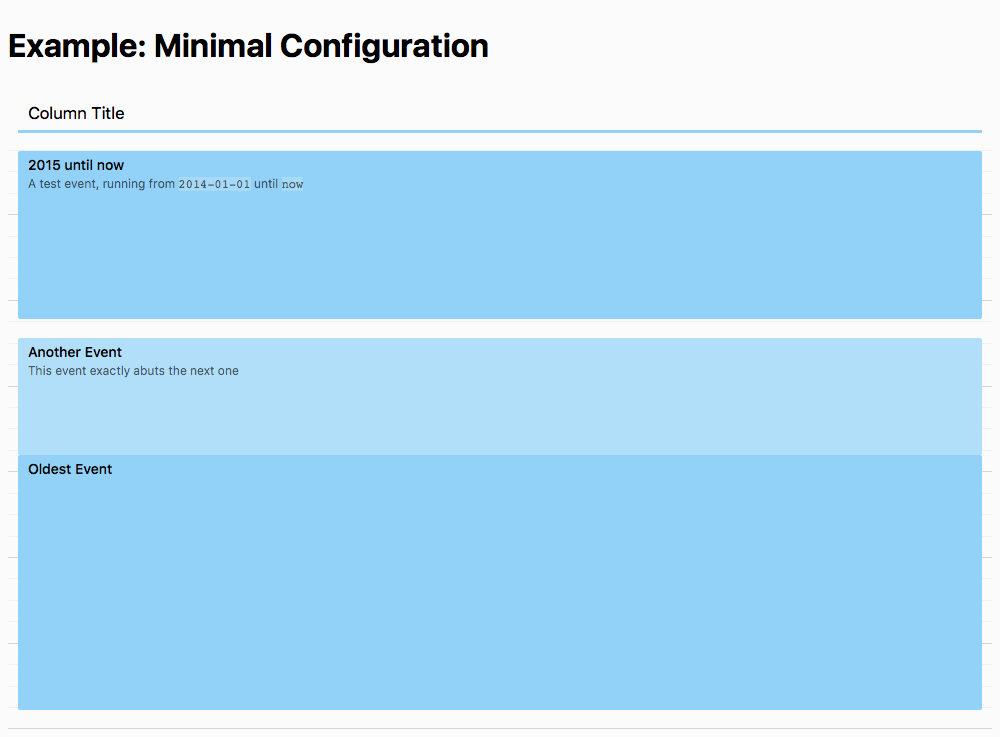 Example: Minimal Configuration
Column Title
2015 until now
A test event, running from 2014-01-01 until now
Another Event
This event exactly abuts the next one
Oldest Event